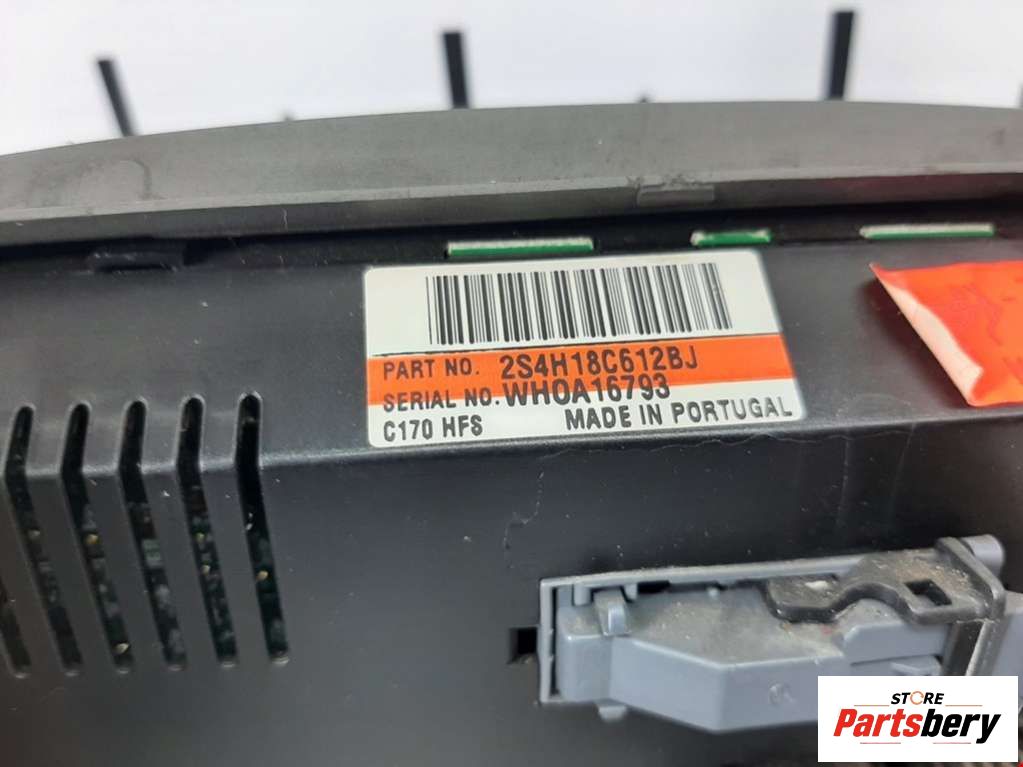 PART NO. 2S4H18C612BJ
SERIAL NO. WHOA16793
C170 HFS MADE IN PORTUGAL
STORE
Partsbery